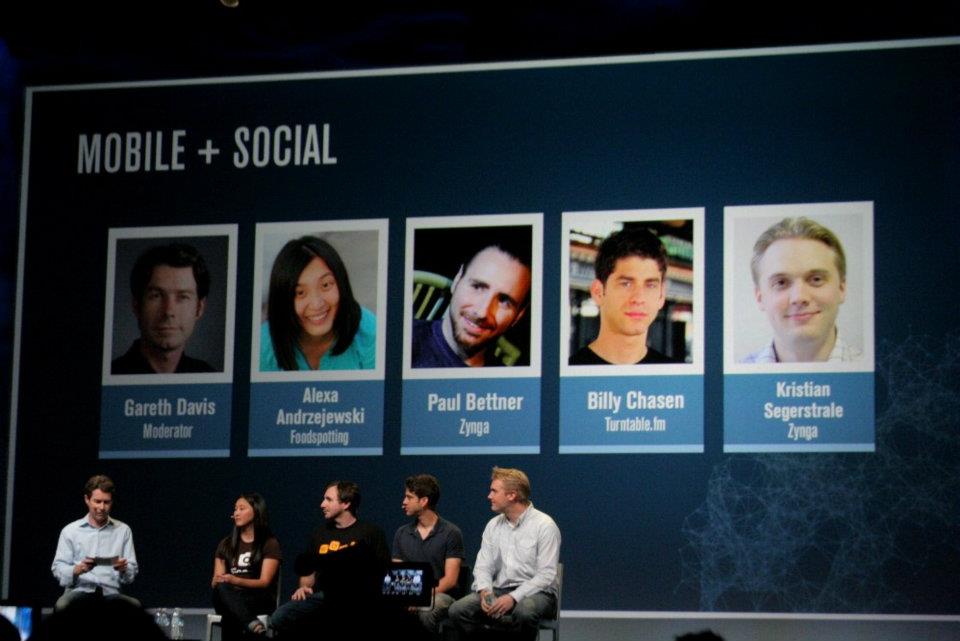 MOBILE + SOCIAL
Gareth Davis
Moderator
Alexa
Andrzejewski
Foodspotting
Paul Bettner
Zynga
Billy Chasen
Turntable.fm
Kristian
Segerstrale
Zynga